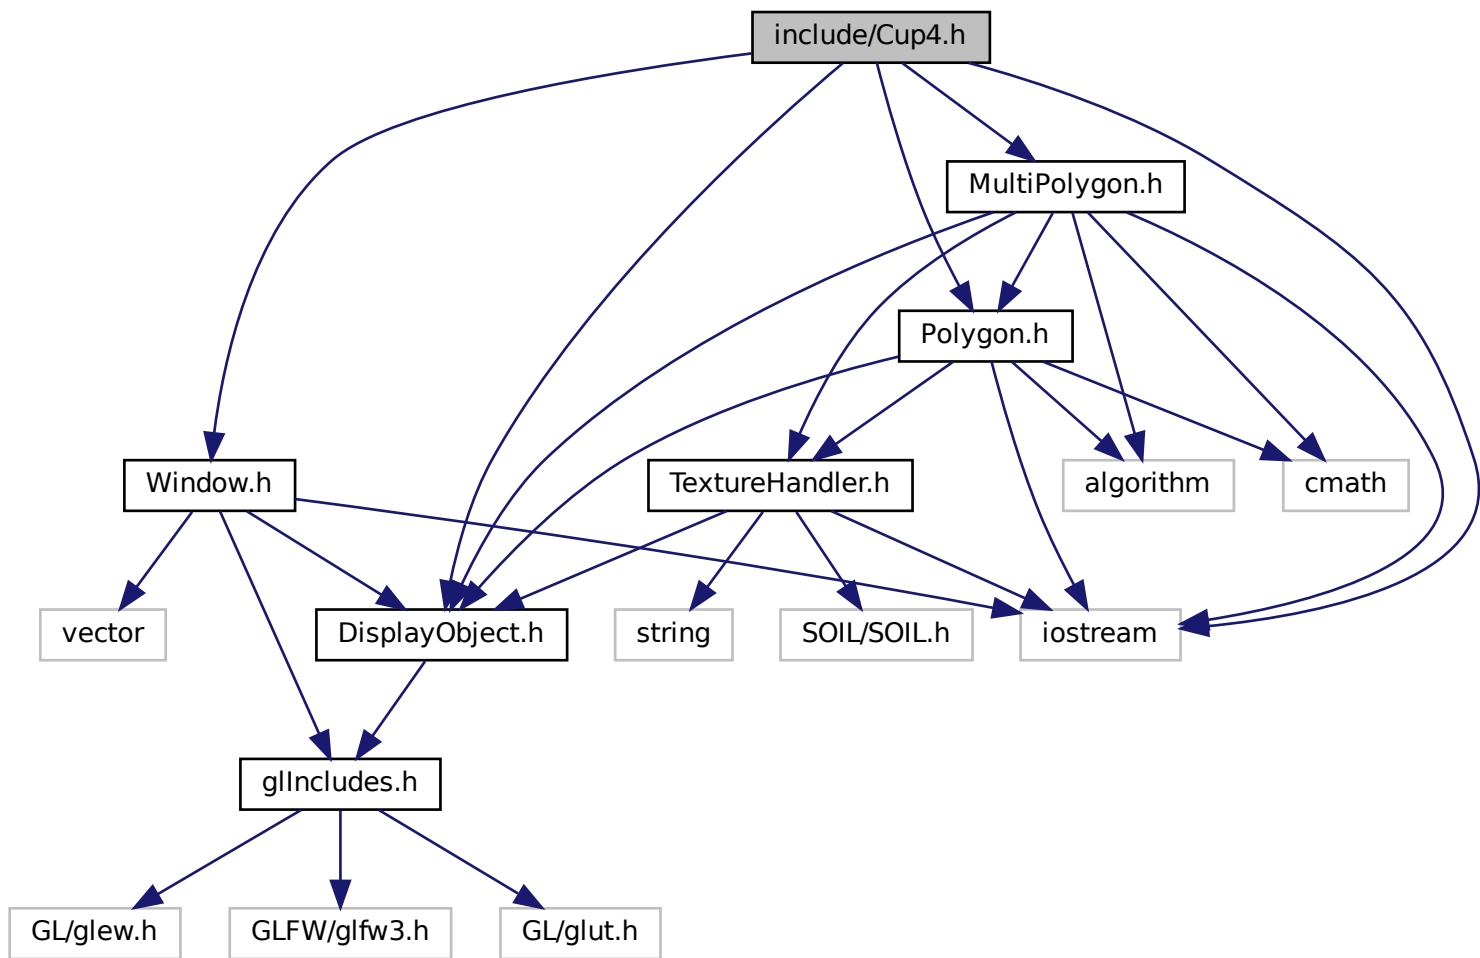 include/Cup4.h
MultiPolygon.h
Polygon.h
Window.h
TextureHandler.h
algorithm
cmath
vector
DisplayObject.h
string
SOIL/SOIL.h
iostream
glIncludes.h
GL/glew.h
GLFW/glfw3.h
GL/glut.h